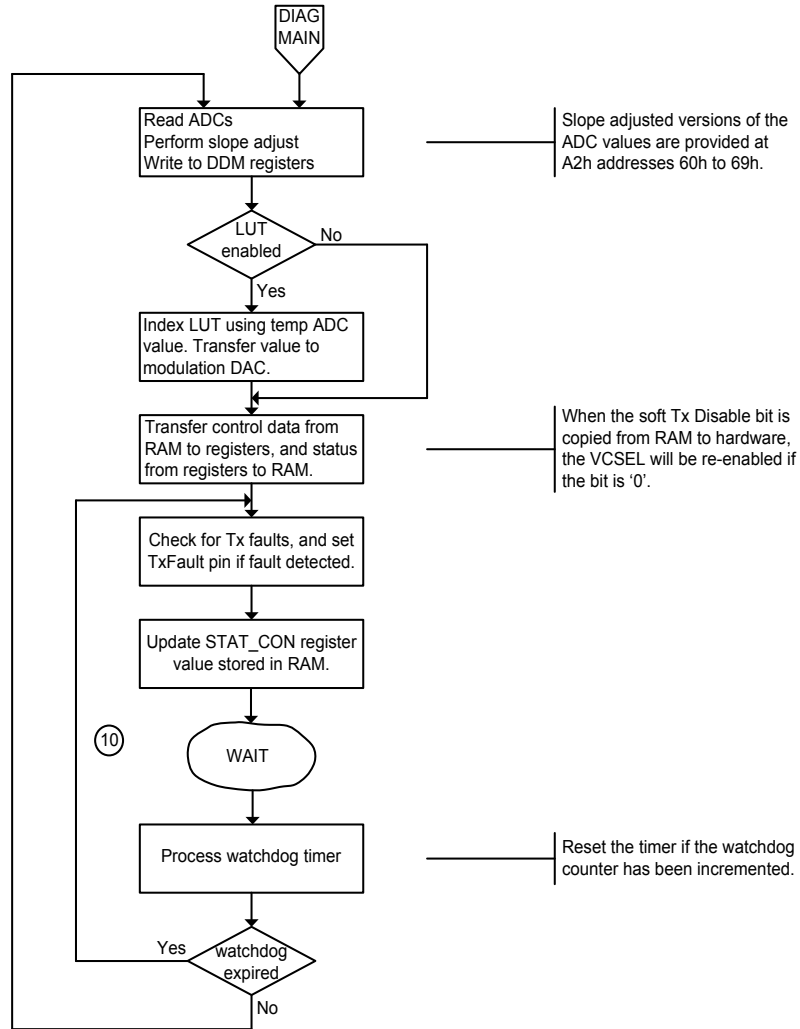 DIAG
MAIN
Read ADCs
Perform slope adjust
Write to DDM registers
Slope adjusted versions of the
ADC values are provided at
A2h addresses 60h to 69h.
LUT
enabled
No
Yes
Index LUT using temp ADC
value. Transfer value to
modulation DAC.
Transfer control data from
RAM to registers, and status
from registers to RAM.
When the soft Tx Disable bit is
copied from RAM to hardware,
the VCSEL will be re-enabled if
the bit is ‘0’.
Check for Tx faults, and set
TxFault pin if fault detected.
Update STAT_CON register
value stored in RAM.
10
WAIT
Process watchdog timer
Reset the timer if the watchdog
counter has been incremented.
Yes
watchdog
expired
No